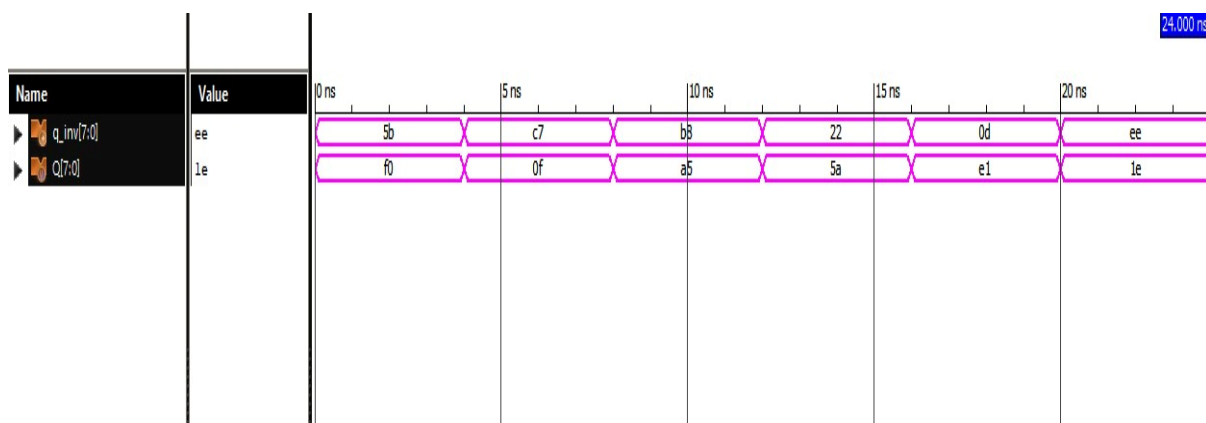 24.000 ns
Name Value 0 ns 5 ns 10 ns 15 ns 20 ns
q_inv[7:0] ee 5b c7 b3 22 0d ee
Q[7:0] 1e f0 0f a5 5a e1 1e